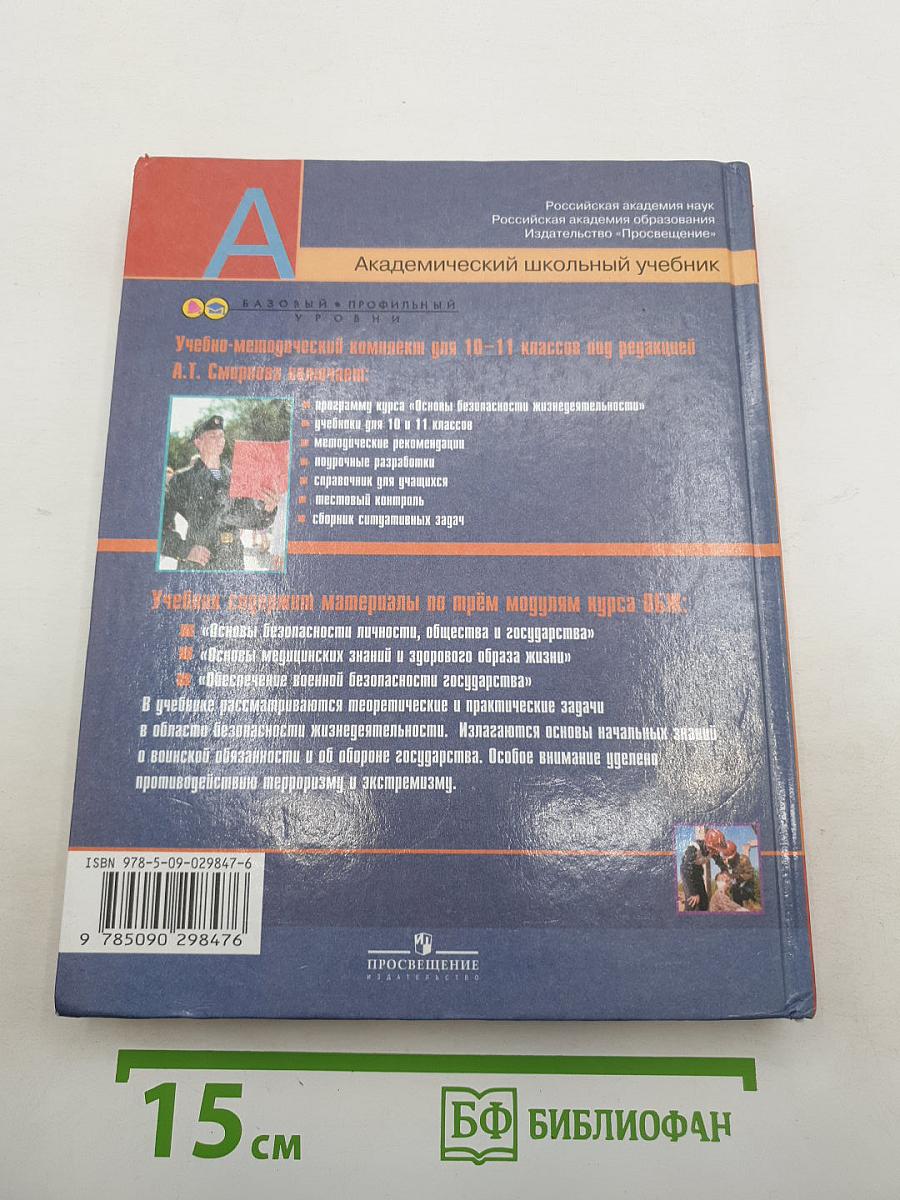 А
Российская академия наук
Российская академия образования
Издательство «Просвещение»
Академический школьный учебник
БАЗОВЫЙ • ПРОФИЛЬНЫЙ
УРОВНИ
Учебно-методический комплект для 10–11 классов под редакцией
А.Т. Смирнова включает:
программу курса «Основы безопасности жизнедеятельности»
учебники для 10 и 11 классов
методические рекомендации
поурочные разработки
справочник для учащихся
тестовый контроль
сборник ситуативных задач
Учебник содержит материалы по трём модулям курса ОБЖ:
«Основы безопасности личности, общества и государства»
«Основы медицинских знаний и здорового образа жизни»
«Обеспечение военной безопасности государства»
В учебнике рассматриваются теоретические и практические задачи
в области безопасности жизнедеятельности. Излагаются основы начальных знаний
о воинской обязанности и об обороне государства. Особое внимание уделено
противодействию терроризму и экстремизму.
ISBN 978-5-09-029847-6
9 785090 298476
ПРОСВЕЩЕНИЕ
ИЗДАТЕЛЬСТВО
15 см
БФ БИБЛИОФАН